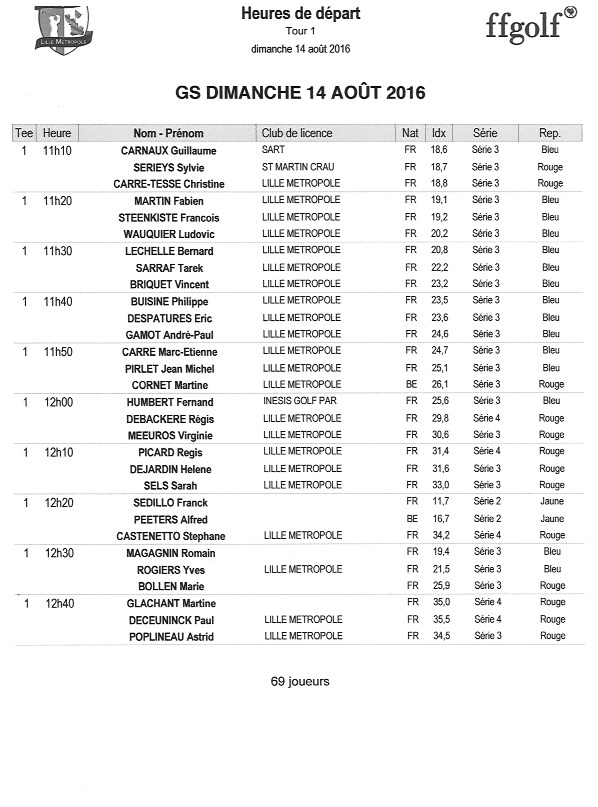 LILLE METROPOLE
Heures de départ
Tour 1
dimanche 14 août 2016
ffgolf
GS DIMANCHE 14 AOÛT 2016
Tee Heure Nom - Prénom Club de licence Nat Idx Série Rep.
1 11h10 CARNAUX Guillaume SART FR 18,6 Série 3 Bleu
SERIEYS Sylvie ST MARTIN CRAU FR 18,7 Série 3 Rouge
CARRE-TESSE Christine LILLE METROPOLE FR 18,8 Série 3 Rouge
1 11h20 MARTIN Fabien LILLE METROPOLE FR 19,1 Série 3 Bleu
STEENKISTE Francois LILLE METROPOLE FR 19,2 Série 3 Bleu
WAUQUIER Ludovic LILLE METROPOLE FR 20,2 Série 3 Bleu
1 11h30 LECHELLE Bernard LILLE METROPOLE FR 20,8 Série 3 Bleu
SARRAF Tarek LILLE METROPOLE FR 22,2 Série 3 Bleu
BRIQUET Vincent LILLE METROPOLE FR 23,2 Série 3 Bleu
1 11h40 BUISINE Philippe LILLE METROPOLE FR 23,5 Série 3 Bleu
DESPATURES Eric LILLE METROPOLE FR 23,6 Série 3 Bleu
GAMOT André-Paul LILLE METROPOLE FR 24,6 Série 3 Bleu
1 11h50 CARRE Marc-Etienne LILLE METROPOLE FR 24,7 Série 3 Bleu
PIRLET Jean Michel LILLE METROPOLE FR 25,1 Série 3 Bleu
CORNET Martine LILLE METROPOLE BE 26,1 Série 3 Rouge
1 12h00 HUMBERT Fernand INESIS GOLF PAR FR 25,6 Série 3 Bleu
DEBACKERE Régis LILLE METROPOLE FR 29,8 Série 4 Rouge
MEEUROS Virginie LILLE METROPOLE FR 30,6 Série 3 Rouge
1 12h10 PICARD Regis LILLE METROPOLE FR 31,4 Série 4 Rouge
DEJARDIN Helene LILLE METROPOLE FR 31,6 Série 3 Rouge
SELS Sarah LILLE METROPOLE FR 33,0 Série 3 Rouge
1 12h20 SEDILLO Franck FR 11,7 Série 2 Jaune
PEETERS Alfred BE 16,7 Série 2 Jaune
CASTENETTO Stephane LILLE METROPOLE FR 34,2 Série 4 Rouge
1 12h30 MAGAGNIN Romain FR 19,4 Série 3 Bleu
ROGIERS Yves LILLE METROPOLE FR 21,5 Série 3 Bleu
BOLLEN Marie FR 25,9 Série 3 Rouge
1 12h40 GLACHANT Martine FR 35,0 Série 4 Rouge
DECEUNINCK Paul LILLE METROPOLE FR 35,5 Série 4 Rouge
POPLINEAU Astrid LILLE METROPOLE FR 34,5 Série 3 Rouge
69 joueurs